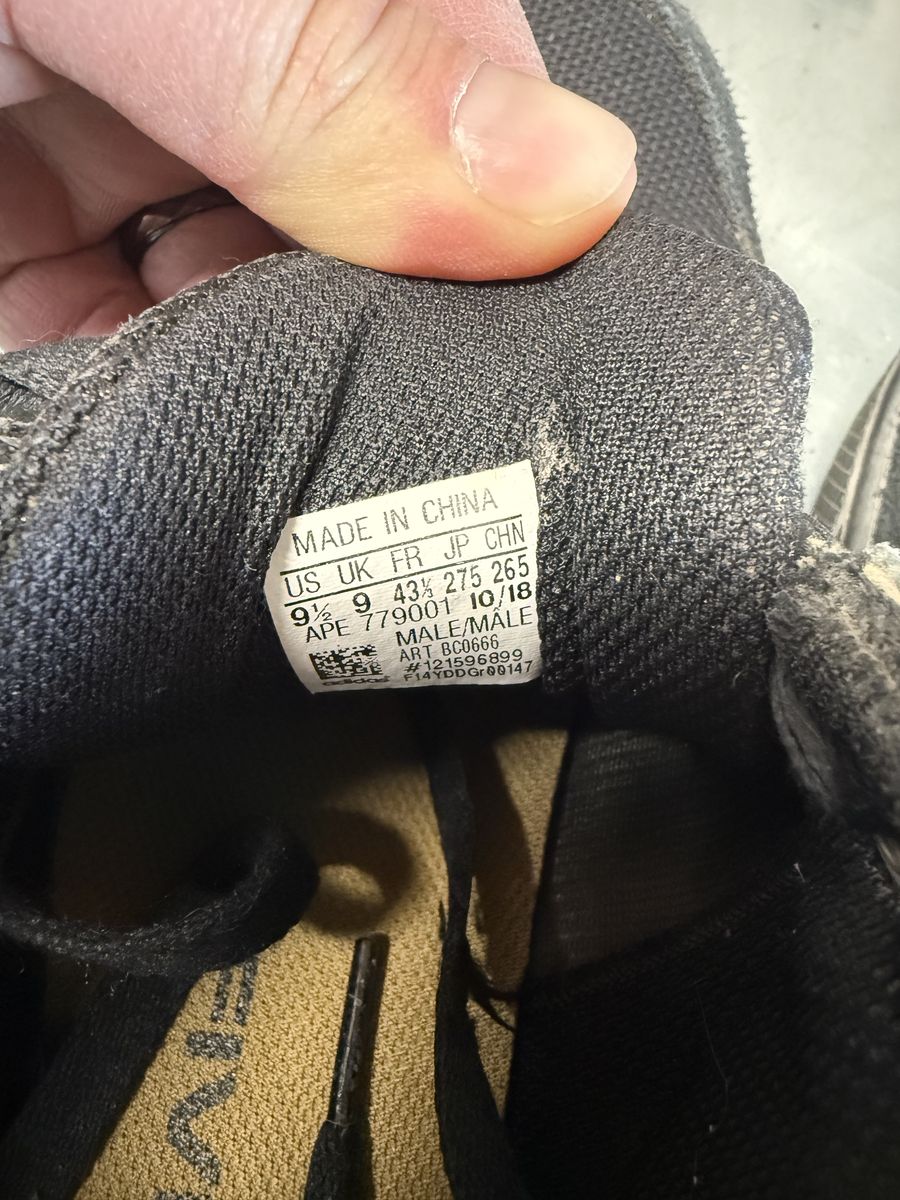 MADE IN CHINA
US UK FR JP CHN
9½ 9 43⅓ 275 265
APE 779001 10/18
MALE/MALE
ART BC0666
#121596899
F14YDDGr00147
adidas